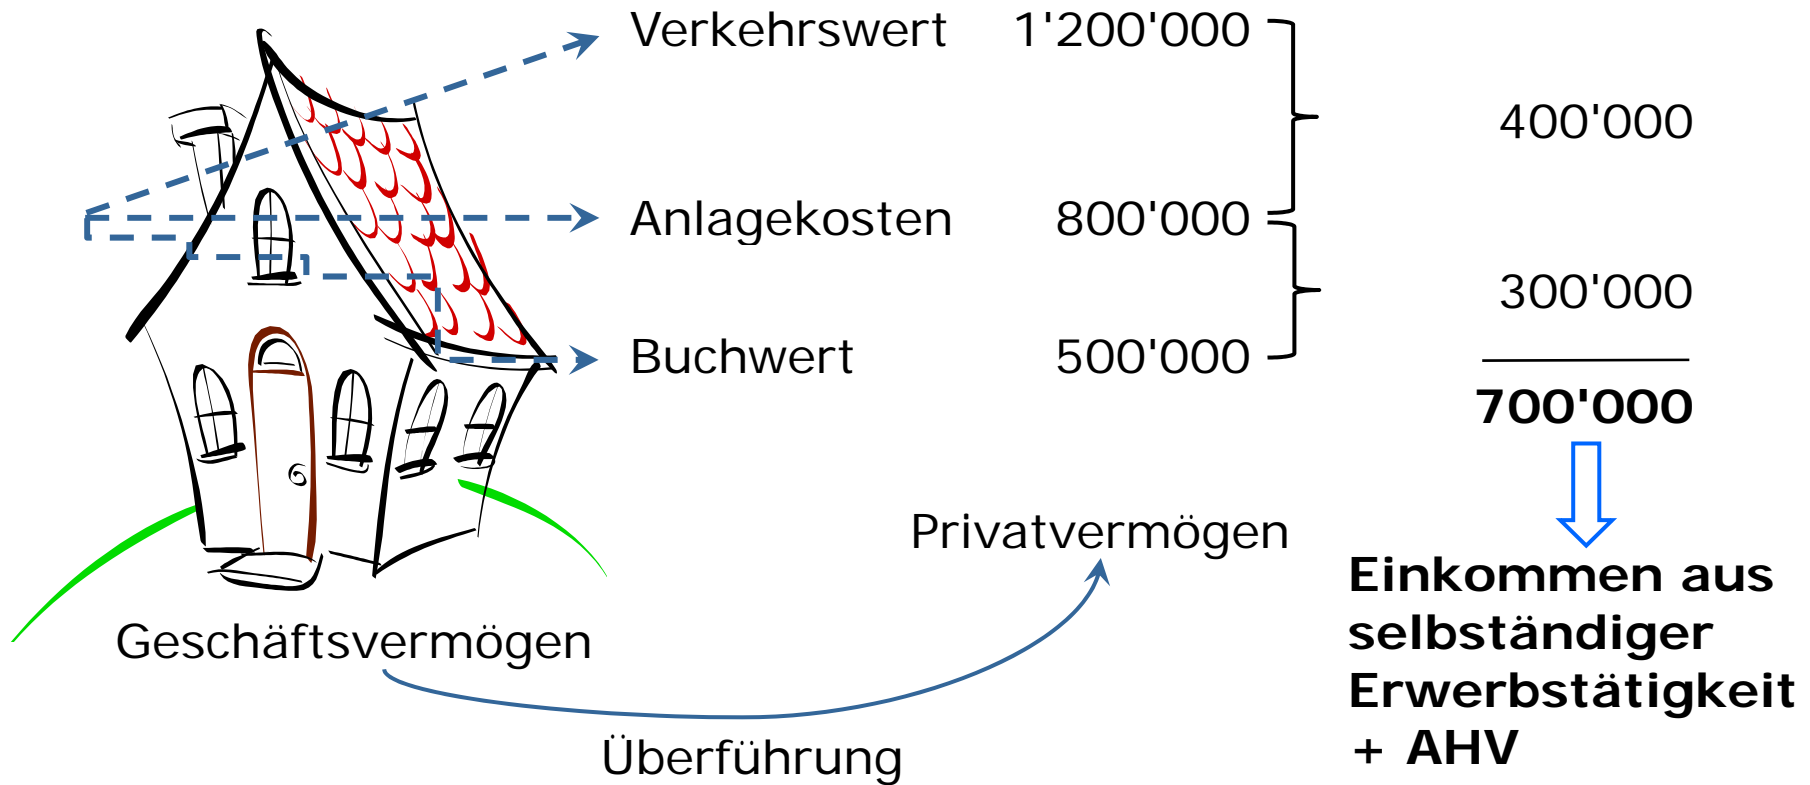 Verkehrswert 1'200'000
400'000
Anlagekosten 800'000
300'000
Buchwert 500'000
700'000
Privatvermögen
Einkommen aus
selbständiger
Erwerbstätigkeit
+ AHV
Geschäftsvermögen
Überführung